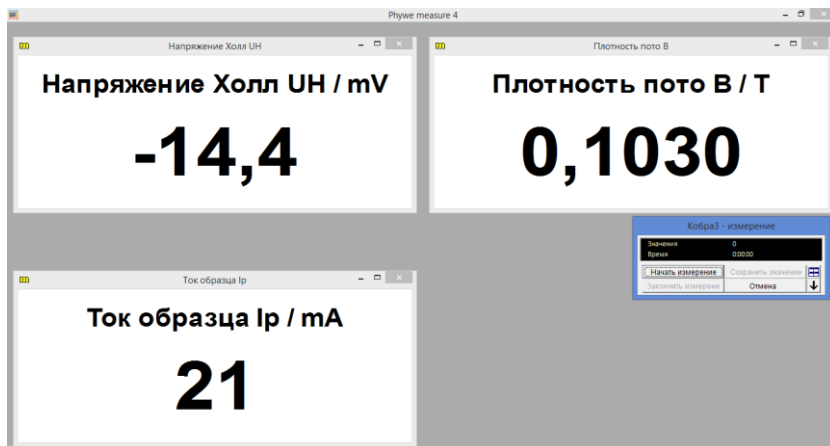 Phywe measure 4
Напряжение Холл UH
Напряжение Холл UH / mV
-14,4
Плотность пото B
Плотность пото B / T
0,1030
Кобра3 - измерение
Значения 0
Время 0:00:00
Начать измерение Сохранить значение
Закончить измерени Отмена
Ток образца Ip
Ток образца Ip / mA
21